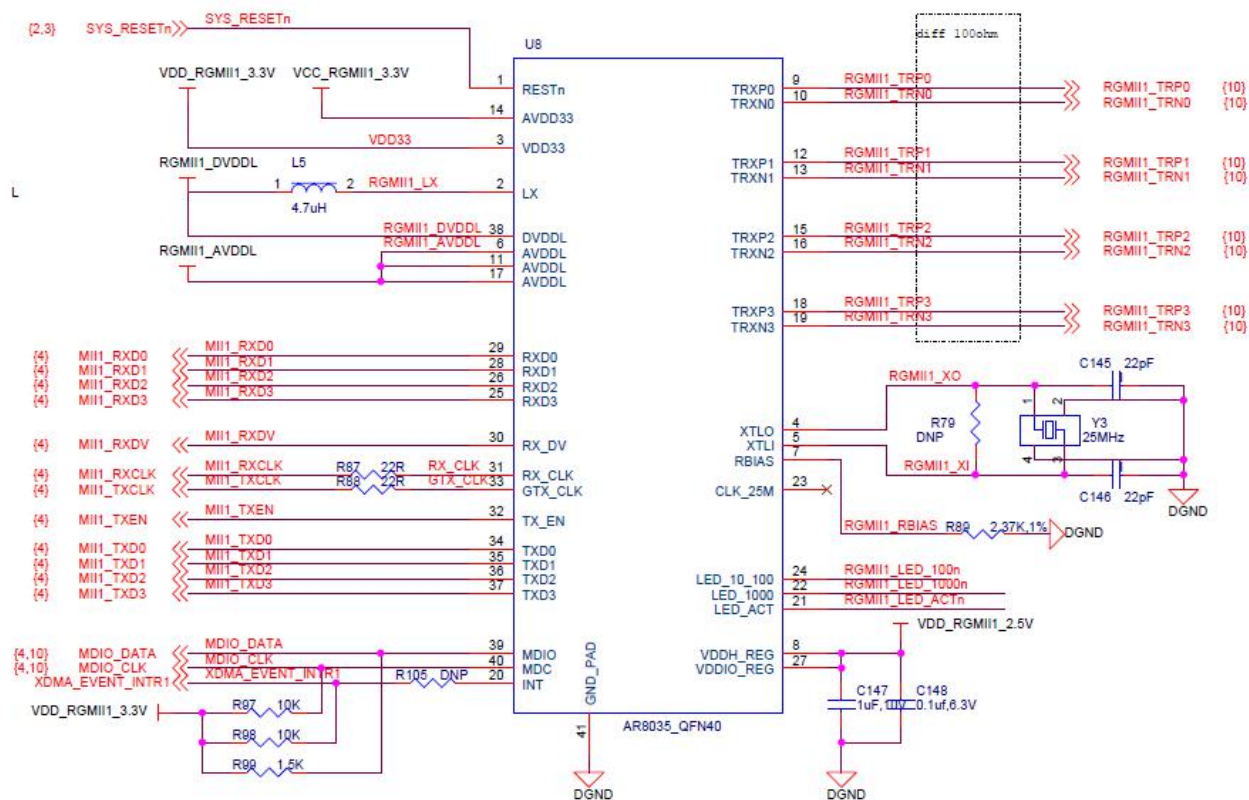 SYS_RESETn
{2,3} SYS_RESETn
U8
diff 100ohm
VDD_RGMII1_3.3V VCC_RGMII1_3.3V
1 RESTn
14 AVDD33
VDD33 3 VDD33
RGMII1_DVDDL
L5
1 2 RGMII1_LX 2 LX
4.7uH
L
RGMII1_DVDDL 38 DVDDL
RGMII1_AVDDL
RGMII1_AVDDL 6 AVDDL
11 AVDDL
17 AVDDL
TRXP0 9 RGMII1_TRP0 RGMII1_TRP0 {10}
TRXN0 10 RGMII1_TRN0 RGMII1_TRN0 {10}
TRXP1 12 RGMII1_TRP1 RGMII1_TRP1 {10}
TRXN1 13 RGMII1_TRN1 RGMII1_TRN1 {10}
TRXP2 15 RGMII1_TRP2 RGMII1_TRP2 {10}
TRXN2 16 RGMII1_TRN2 RGMII1_TRN2 {10}
TRXP3 18 RGMII1_TRP3 RGMII1_TRP3 {10}
TRXN3 19 RGMII1_TRN3 RGMII1_TRN3 {10}
{4} MII1_RXD0 MII1_RXD0 29 RXD0
{4} MII1_RXD1 MII1_RXD1 28 RXD1
{4} MII1_RXD2 MII1_RXD2 26 RXD2
{4} MII1_RXD3 MII1_RXD3 25 RXD3
{4} MII1_RXDV MII1_RXDV 30 RX_DV
{4} MII1_RXCLK MII1_RXCLK R87 22R RX_CLK 31 RX_CLK
{4} MII1_TXCLK MII1_TXCLK R88 22R GTX_CLK 33 GTX_CLK
{4} MII1_TXEN MII1_TXEN 32 TX_EN
{4} MII1_TXD0 MII1_TXD0 34 TXD0
{4} MII1_TXD1 MII1_TXD1 35 TXD1
{4} MII1_TXD2 MII1_TXD2 36 TXD2
{4} MII1_TXD3 MII1_TXD3 37 TXD3
C145 22pF
RGMII1_XO
1 2
R79 DNP
Y3
25MHz
4 3
XTLO 4
XTLI 5 RGMII1_XI
RBIAS 7
C146 22pF
CLK_25M 23
DGND
RGMII1_RBIAS R89 2.37K,1% DGND
LED_10_100 24 RGMII1_LED_100n
LED_1000 22 RGMII1_LED_1000n
LED_ACT 21 RGMII1_LED_ACTn
VDD_RGMII1_2.5V
VDDH_REG 8
VDDIO_REG 27
C147 C148
1uF, 0.1uf,6.3V
{4,10} MDIO_DATA MDIO_DATA 39 MDIO
{4,10} MDIO_CLK MDIO_CLK 40 MDC
XDMA_EVENT_INTR1 XDMA_EVENT_INTR1 R105 DNP 20 INT
GND_PAD
41
VDD_RGMII1_3.3V R97 10K
R98 10K
R99 1.5K
AR8035_QFN40
DGND
DGND